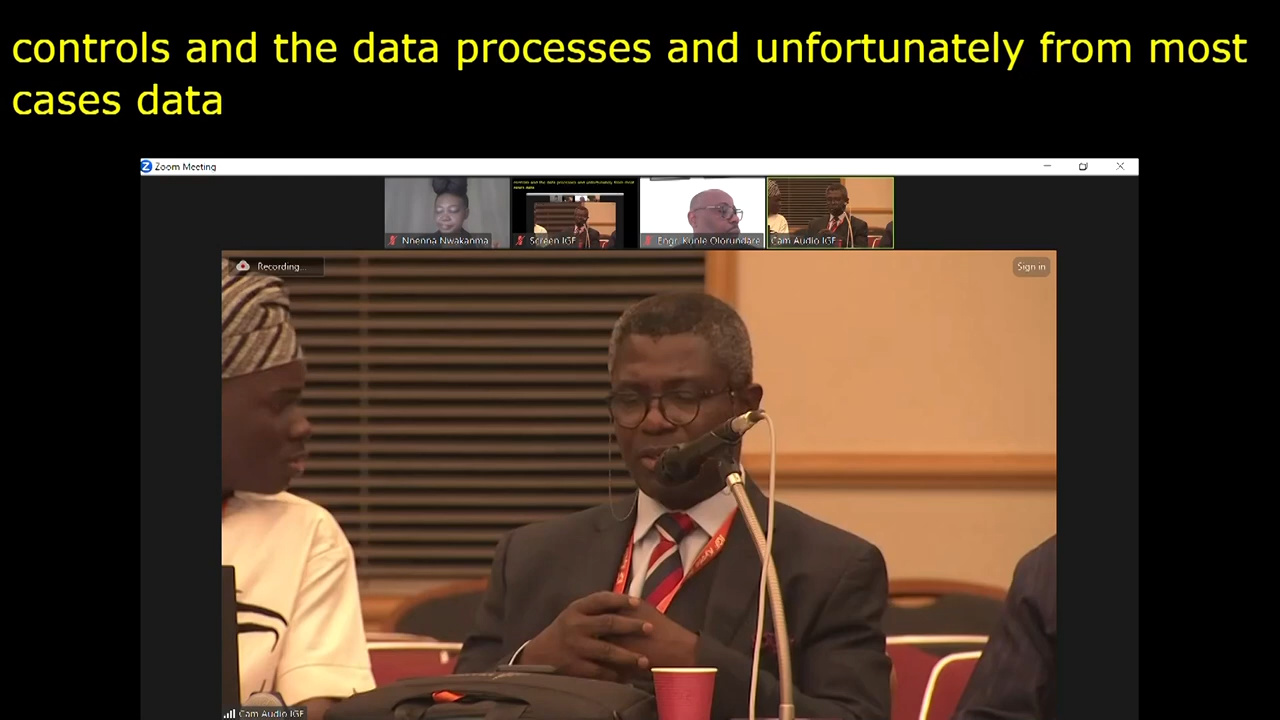 controls and the data processes and unfortunately from most
cases data
Zoom Meeting
Nnenna Nwakanma
Screen IGF
Engr. Kunle Olorundare
Cam Audio IGF
Recording...
Sign in
Cam Audio IGF